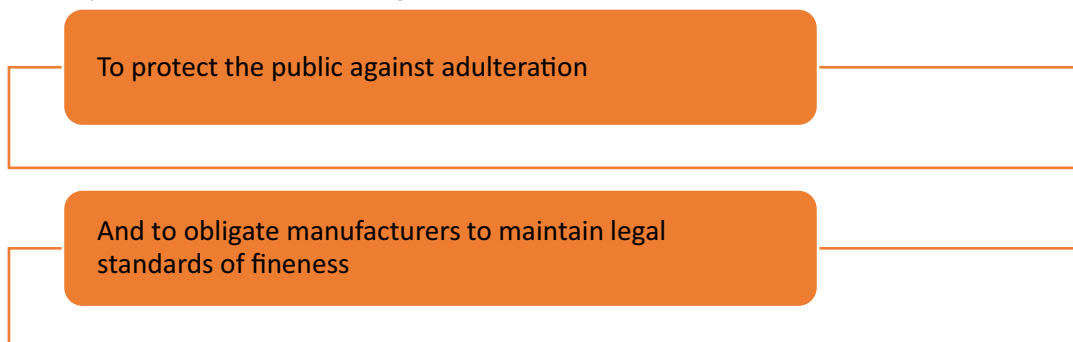 To protect the public against adulteration
And to obligate manufacturers to maintain legal
standards of fineness